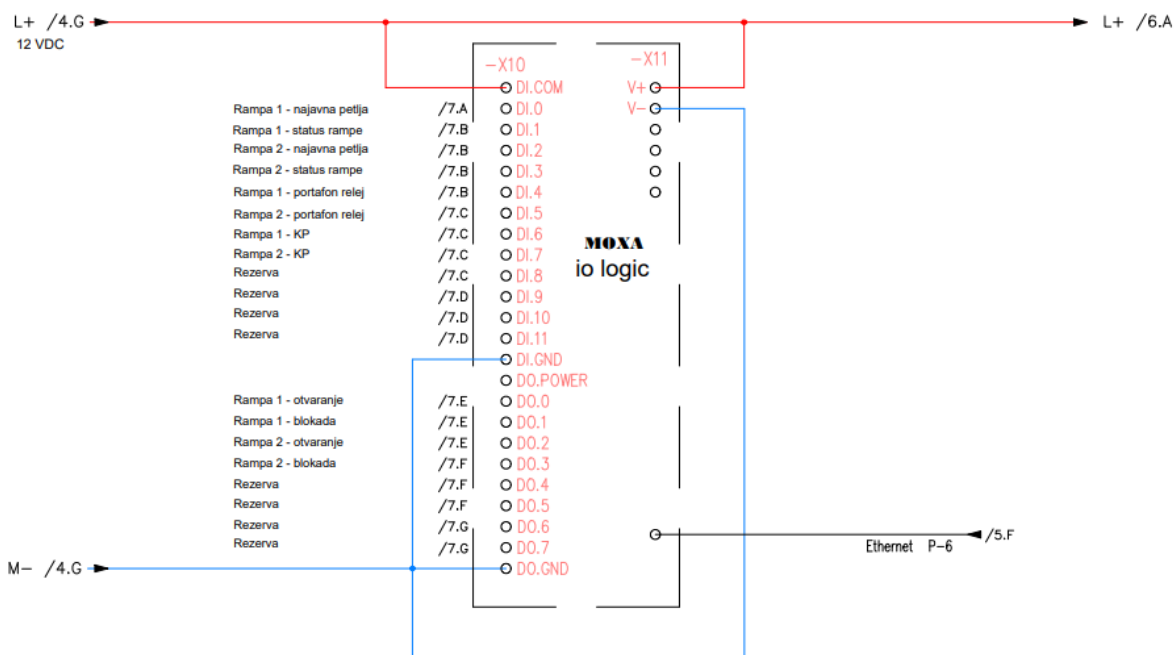 L+ /4.G L+ /6.A
12 VDC
-X10 -X11
DI.COM V+
Rampa 1 - najavna petlja /7.A DI.0 V-
Rampa 1 - status rampe /7.B DI.1
Rampa 2 - najavna petlja /7.B DI.2
Rampa 2 - status rampe /7.B DI.3
Rampa 1 - portafon relej /7.B DI.4
Rampa 2 - portafon relej /7.C DI.5
Rampa 1 - KP /7.C DI.6
MOXA
Rampa 2 - KP /7.C DI.7
io logic
Rezerva /7.C DI.8
Rezerva /7.D DI.9
Rezerva /7.D DI.10
Rezerva /7.D DI.11
DI.GND
DO.POWER
Rampa 1 - otvaranje /7.E DO.0
Rampa 1 - blokada /7.E DO.1
Rampa 2 - otvaranje /7.E DO.2
Rampa 2 - blokada /7.F DO.3
Rezerva /7.F DO.4
Rezerva /7.F DO.5
Rezerva /7.G DO.6
Rezerva /7.G DO.7
Ethernet P-6 /5.F
M- /4.G DO.GND